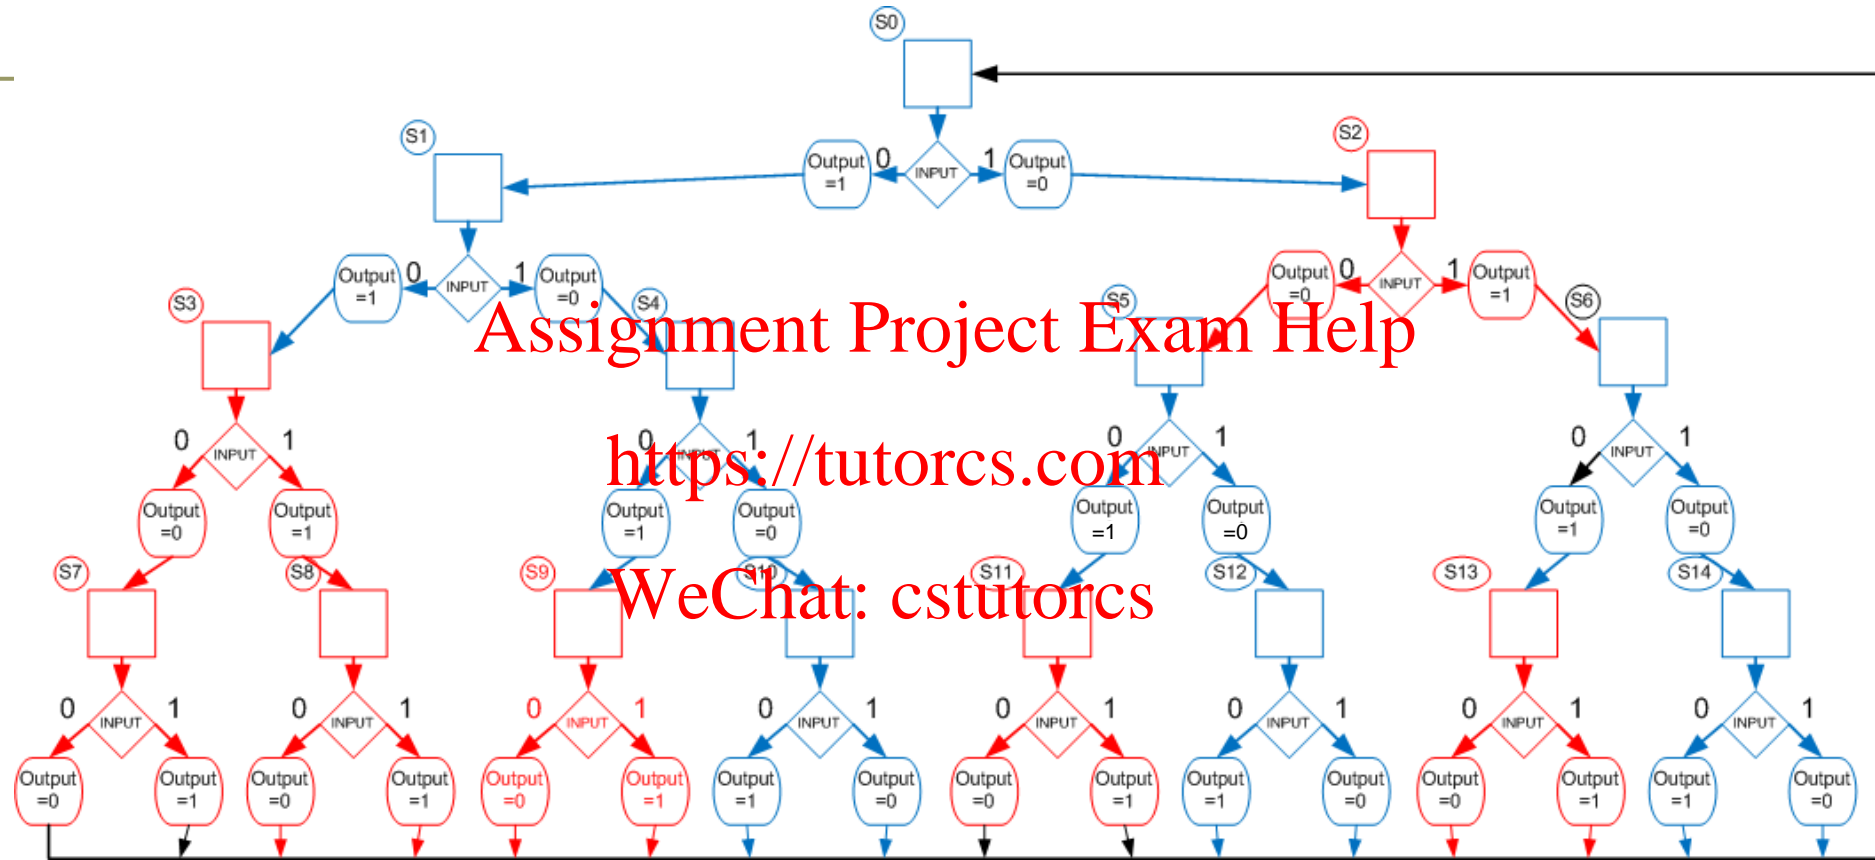 S0
S1
S2
Output
=1
0
INPUT
1
Output
=0
Output
=1
0
INPUT
1
Output
=0
Output
=0
0
INPUT
1
Output
=1
S3
S4
S5
S6
Assignment Project Exam Help
0
INPUT
1
0
INPUT
1
0
INPUT
1
0
INPUT
1
https://tutorcs.com
Output
=0
Output
=1
Output
=1
Output
=0
Output
=1
Output
=0
Output
=1
Output
=0
S7
S8
S9
S10
S11
S12
S13
S14
WeChat: cstutorcs
0
INPUT
1
0
INPUT
1
0
INPUT
1
0
INPUT
1
0
INPUT
1
0
INPUT
1
0
INPUT
1
0
INPUT
1
Output
=0
Output
=1
Output
=0
Output
=1
Output
=0
Output
=1
Output
=1
Output
=0
Output
=0
Output
=1
Output
=1
Output
=0
Output
=0
Output
=1
Output
=1
Output
=0